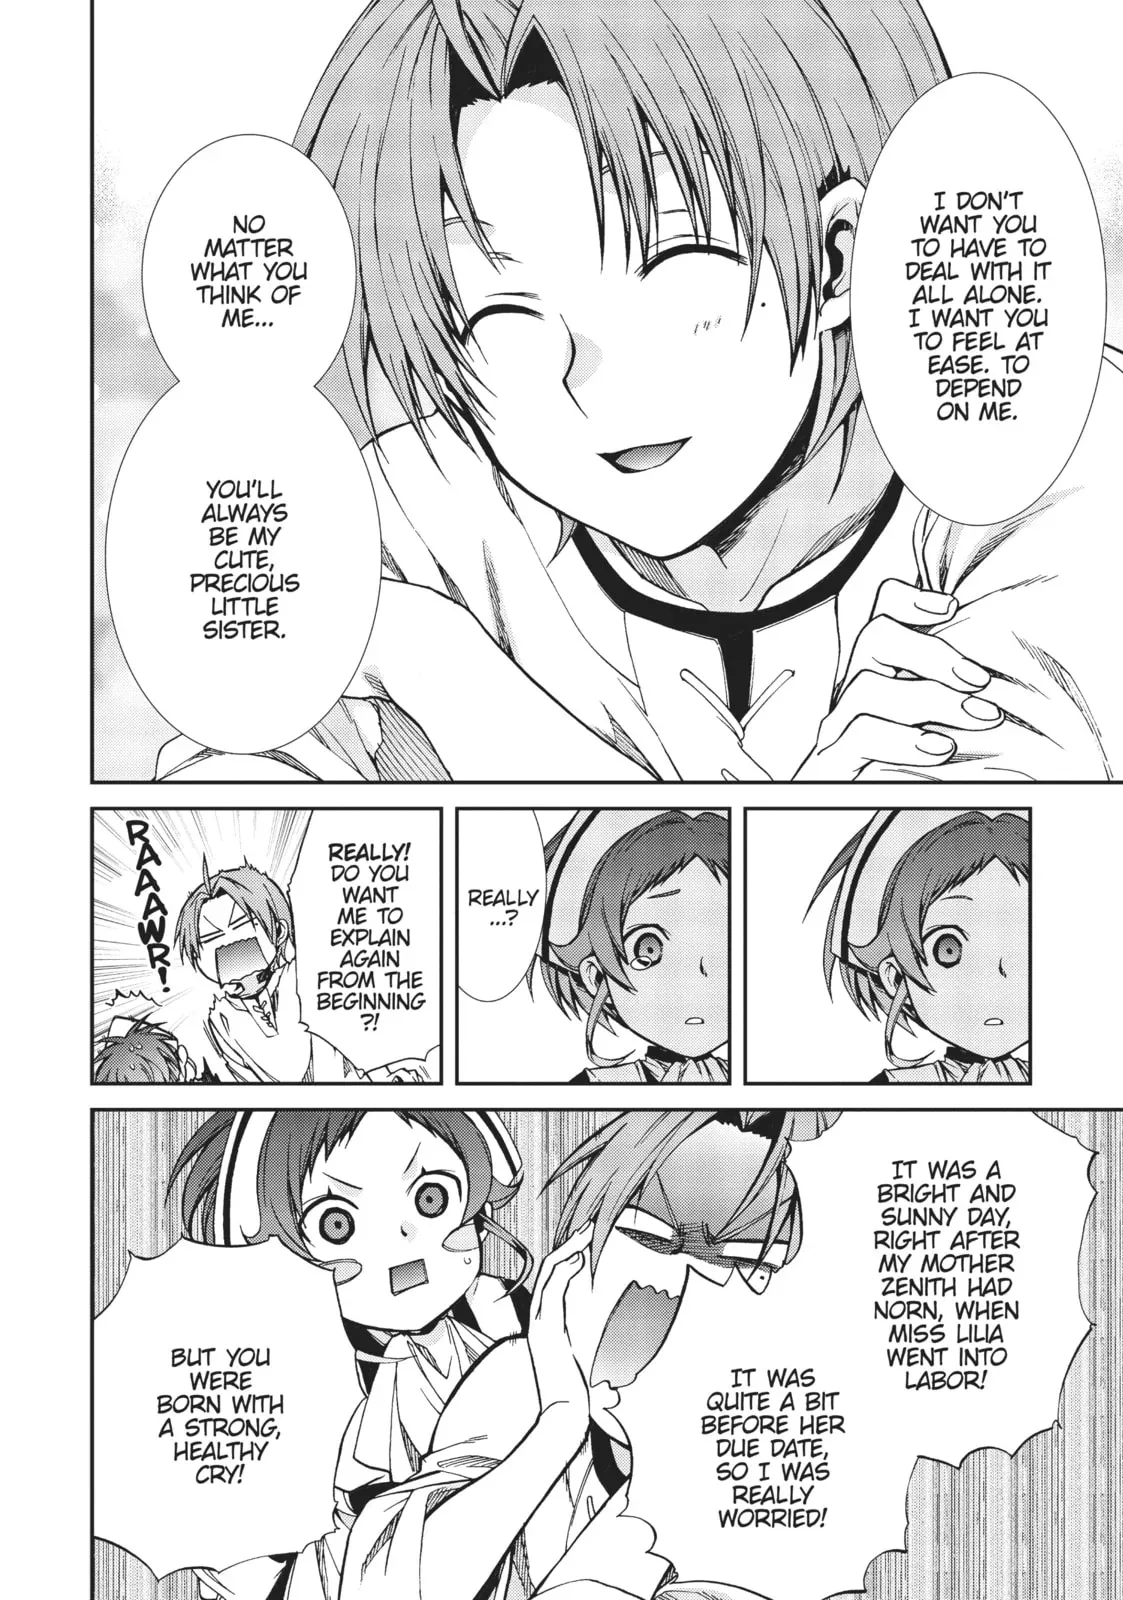 I DON'T
WANT YOU
TO HAVE TO
DEAL WITH IT
ALL ALONE.
I WANT YOU
TO FEEL AT
EASE. TO
DEPEND
ON ME.
NO
MATTER
WHAT YOU
THINK OF
ME...
YOU'LL
ALWAYS
BE MY
CUTE,
PRECIOUS
LITTLE
SISTER.
REALLY
...?
REALLY!
DO YOU
WANT
ME TO
EXPLAIN
AGAIN
FROM THE
BEGINNING
?!
RAAAWR!
IT WAS A
BRIGHT AND
SUNNY DAY,
RIGHT AFTER
MY MOTHER
ZENITH HAD
NORN, WHEN
MISS LILIA
WENT INTO
LABOR!
IT WAS
QUITE A BIT
BEFORE HER
DUE DATE,
SO I WAS
REALLY
WORRIED!
BUT YOU
WERE
BORN WITH
A STRONG,
HEALTHY
CRY!